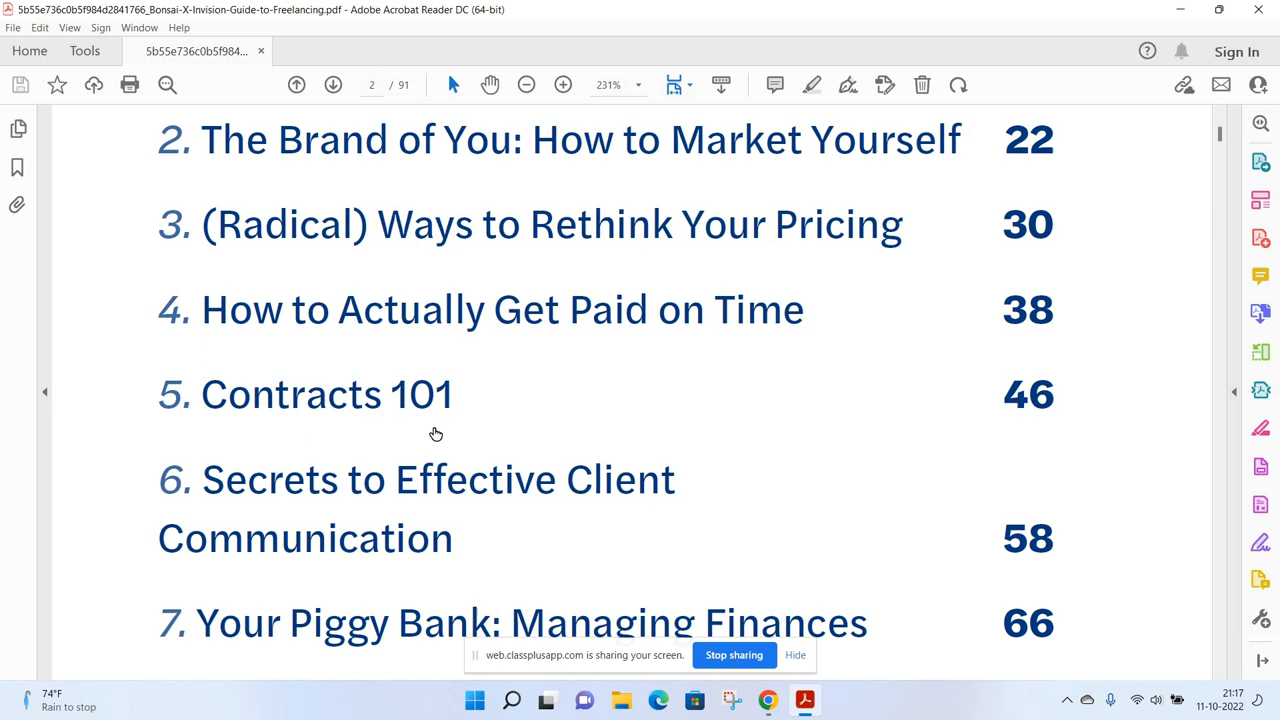 5b55e736c0b5f984d2841766_Bonsai-X-Invision-Guide-to-Freelancing.pdf - Adobe Acrobat Reader DC (64-bit)
File Edit View Sign Window Help
Home Tools 5b55e736c0b5f984... × Sign In
2 / 91 231%
2. The Brand of You: How to Market Yourself 22
3. (Radical) Ways to Rethink Your Pricing 30
4. How to Actually Get Paid on Time 38
5. Contracts 101 46
6. Secrets to Effective Client
Communication 58
7. Your Piggy Bank: Managing Finances 66
web.classplusapp.com is sharing your screen. Stop sharing Hide
74°F 21:17
Rain to stop 11-10-2022